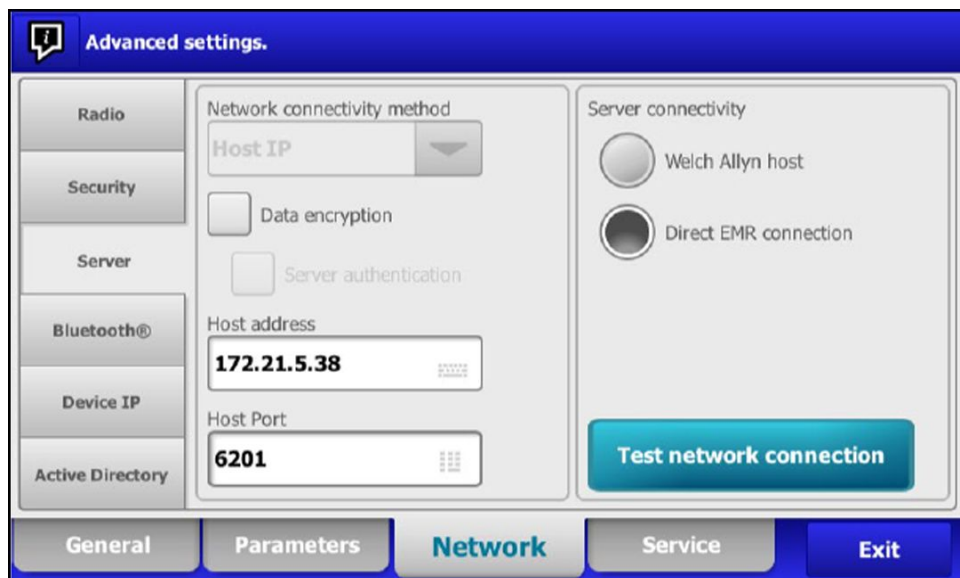 Advanced settings.
Radio
Security
Server
Bluetooth®
Device IP
Active Directory
Network connectivity method
Host IP
Data encryption
Server authentication
Host address
172.21.5.38
Host Port
6201
Server connectivity
Welch Allyn host
Direct EMR connection
Test network connection
General
Parameters
Network
Service
Exit